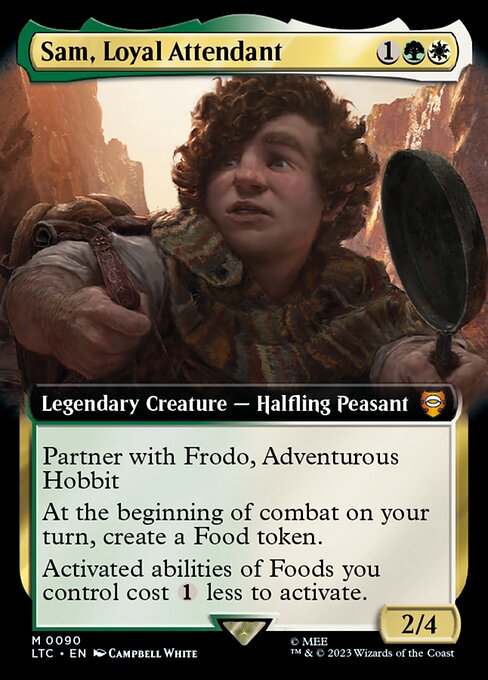 Sam, Loyal Attendant 1
Legendary Creature — Halfling Peasant
Partner with Frodo, Adventurous
Hobbit
At the beginning of combat on your
turn, create a Food token.
Activated abilities of Foods you
control cost 1 less to activate.
2/4
M 0090
LTC • EN CAMPBELL WHITE
© MEE
™ & © 2023 Wizards of the Coast